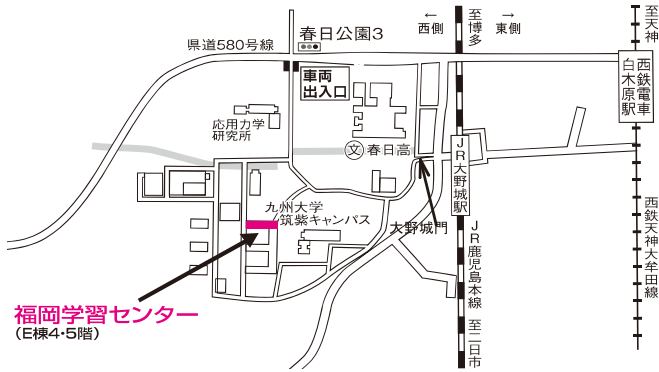 県道580号線
春日公園3
←
西側
至博多
→
東側
至天神
車両
出入口
西鉄電車
白木原駅
応用力学
研究所
文
春日高
JR大野城駅
九州大学
筑紫キャンパス
大野城門
JR鹿児島本線
西鉄天神大牟田線
至二日市
福岡学習センター
(E棟4・5階)